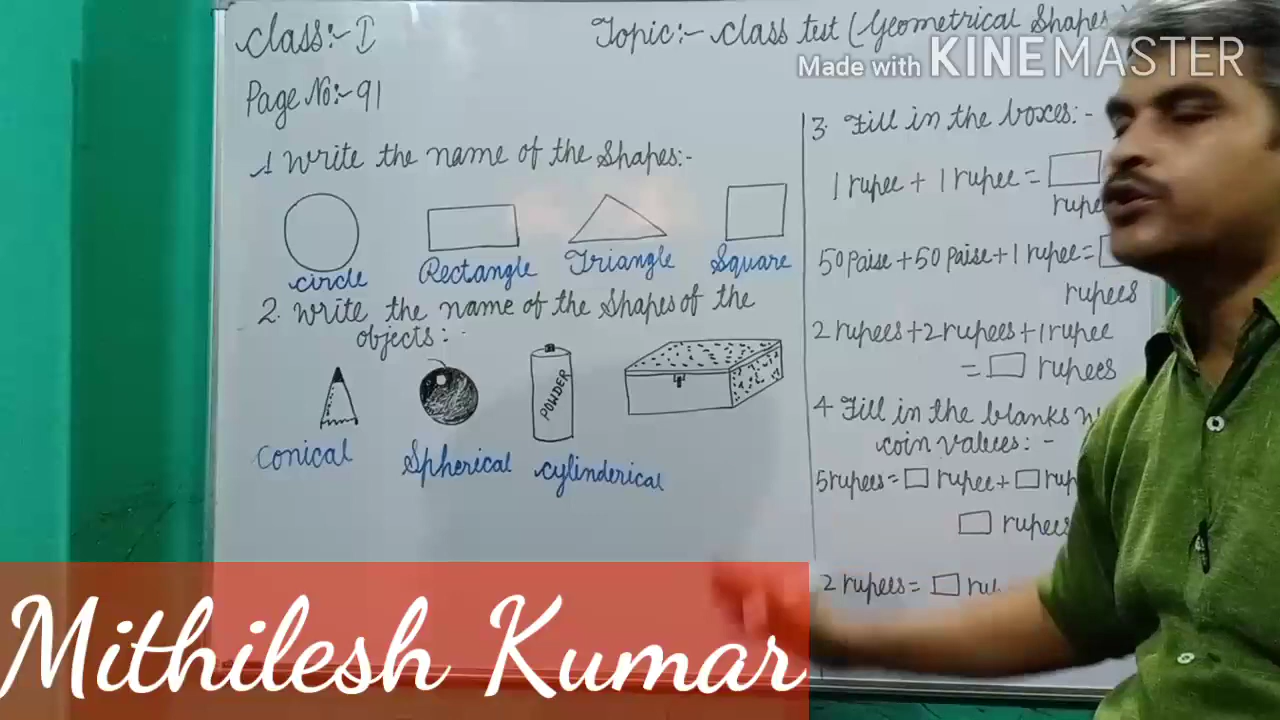 Class:- I
Topic:- Class test (Geometrical Shapes
Made with KINEMASTER
Page No:- 91
1 Write the name of the Shapes:-
Circle Rectangle Triangle Square
2. Write the name of the Shapes of the
objects:-
POWDER
Conical Spherical Cylinderical
3. Fill in the boxes:-
1 rupee + 1 rupee =
50 Paise + 50 Paise + 1 rupee =
rupees
2 rupees + 2 rupees + 1 rupee
= rupees
4 Fill in the blanks
coin values:-
5 rupees = rupee +
rupees
2 rupees =
Mithilesh Kumar